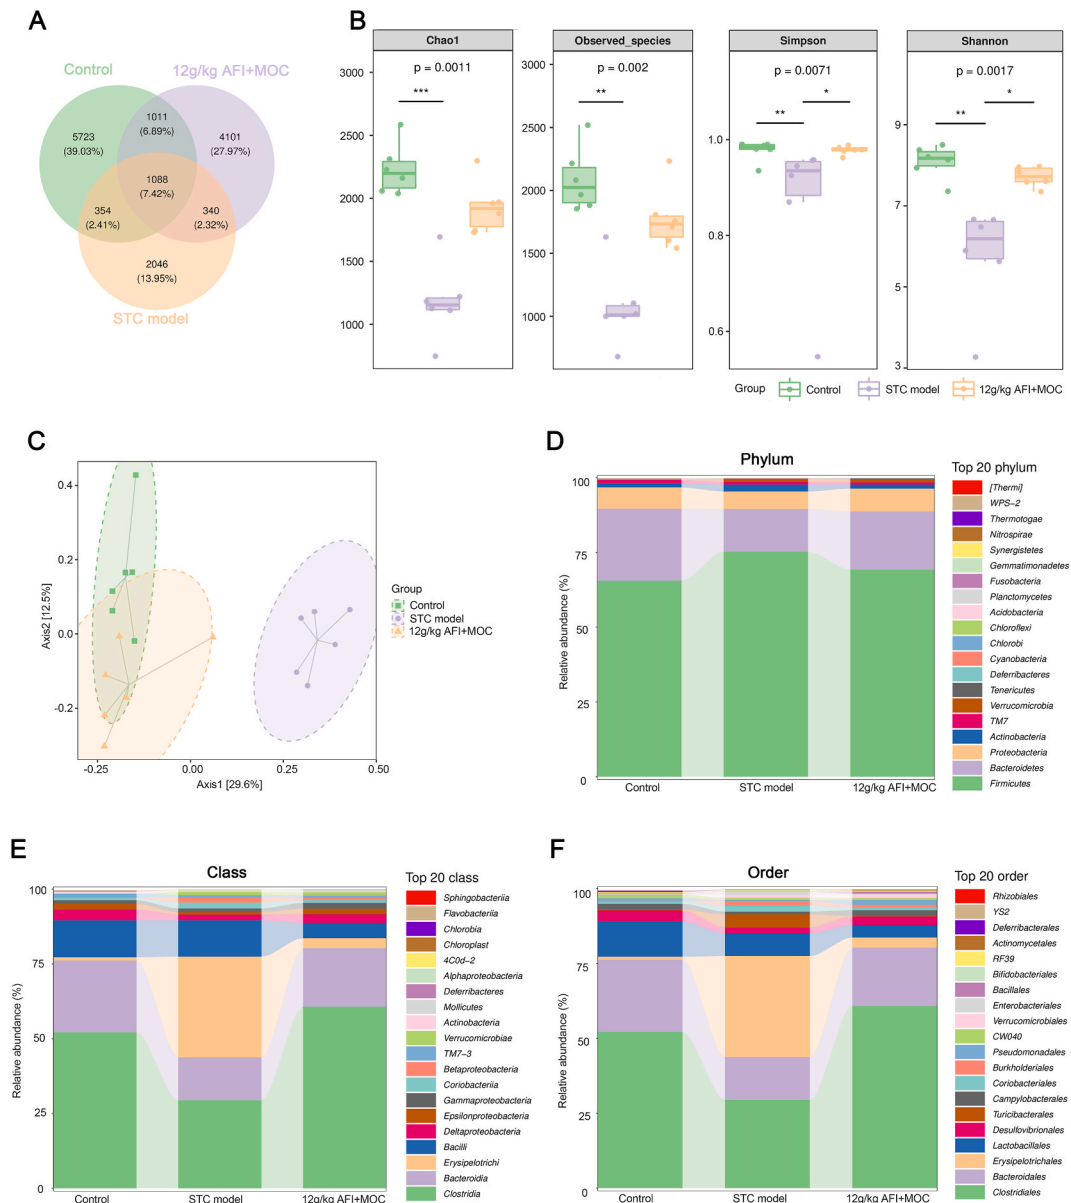 A
Control
12g/kg AFI+MOC
5723
(39.03%)
1011
(6.89%)
4101
(27.97%)
1088
(7.42%)
354
(2.41%)
340
(2.32%)
2046
(13.95%)
STC model
B
Chao1
p = 0.0011
***
3000
2500
2000
1500
1000
Observed_species
p = 0.002
**
3000
2500
2000
1500
1000
Simpson
p = 0.0071
**
*
1.0
0.8
0.6
Shannon
p = 0.0017
**
*
9
7
5
3
Group
Control
STC model
12g/kg AFI+MOC
C
0.4
0.2
0.0
-0.2
Axis2 [12.5%]
-0.25
0.00
0.25
0.50
Axis1 [29.6%]
Group
Control
STC model
12g/kg AFI+MOC
D
Phylum
100
75
50
25
0
Relative abundance (%)
Control
STC model
12g/kg AFI+MOC
Top 20 phylum
[Thermi]
WPS-2
Thermotogae
Nitrospirae
Synergistetes
Gemmatimonadetes
Fusobacteria
Planctomycetes
Acidobacteria
Chloroflexi
Chlorobi
Cyanobacteria
Deferribacteres
Tenericutes
Verrucomicrobia
TM7
Actinobacteria
Proteobacteria
Bacteroidetes
Firmicutes
E
Class
100
75
50
25
0
Relative abundance (%)
Control
STC model
12g/kg AFI+MOC
Top 20 class
Sphingobacteriia
Flavobacteriia
Chlorobia
Chloroplast
4C0d-2
Alphaproteobacteria
Deferribacteres
Mollicutes
Actinobacteria
Verrucomicrobiae
TM7-3
Betaproteobacteria
Coriobacteriia
Gammaproteobacteria
Epsilonproteobacteria
Deltaproteobacteria
Bacilli
Erysipelotrichi
Bacteroidia
Clostridia
F
Order
100
75
50
25
0
Relative abundance (%)
Control
STC model
12g/kg AFI+MOC
Top 20 order
Rhizobiales
YS2
Deferribacterales
Actinomycetales
RF39
Bifidobacteriales
Bacillales
Enterobacteriales
Verrucomicrobiales
CW040
Pseudomonadales
Burkholderiales
Coriobacteriales
Campylobacterales
Turicibacterales
Desulfovibrionales
Lactobacillales
Erysipelotrichales
Bacteroidales
Clostridiales